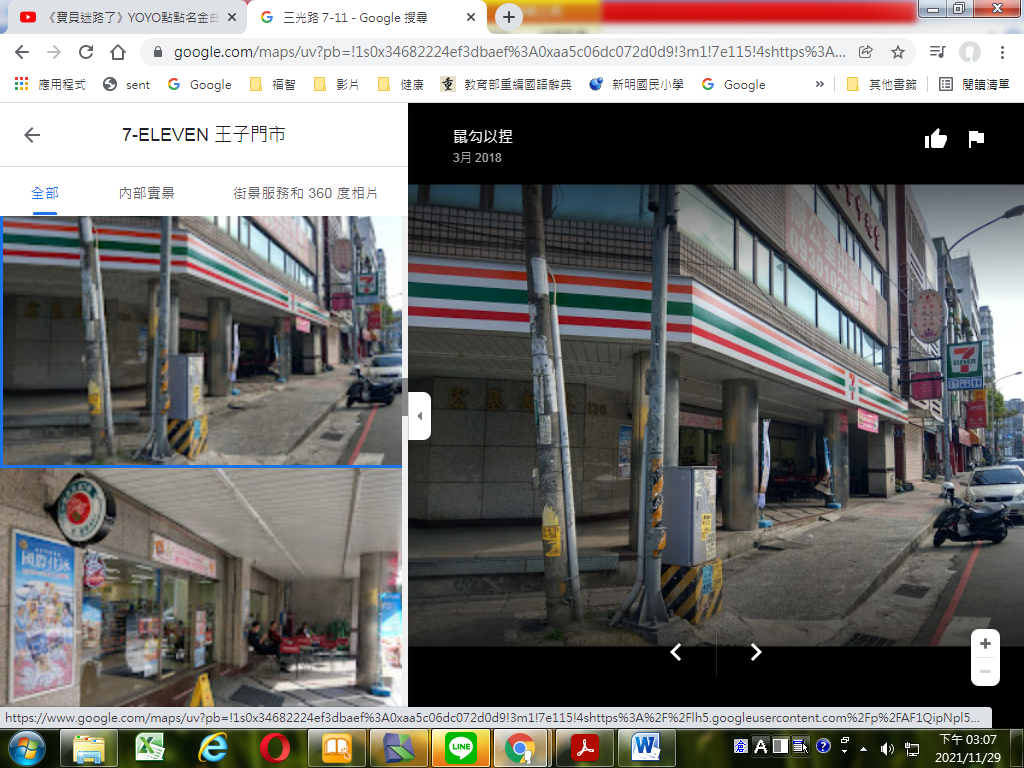 《寶貝迷路了》YOYO點點名金曲
三光路 7-11 - Google 搜尋
google.com/maps/uv?pb=!1s0x34682224ef3dbaef%3A0xaa5c06dc072d0d9!3m1!7e115!4shttps%3A...
應用程式
sent
Google
福智
影片
健康
教育部重編國語辭典
新明國民小學
Google
»
其他書籤
閱讀清單
7-ELEVEN 王子門市
全部
內部實景
街景服務和 360 度相片
鼠勾以捏
3月 2018
7
ELEVEN
120
國際
https://www.google.com/maps/uv?pb=!1s0x34682224ef3dbaef%3A0xaa5c06dc072d0d9!3m1!7e115!4shttps%3A%2F%2Flh5.googleusercontent.com%2Fp%2FAF1QipNpl5...
LINE
下午 03:07
2021/11/29